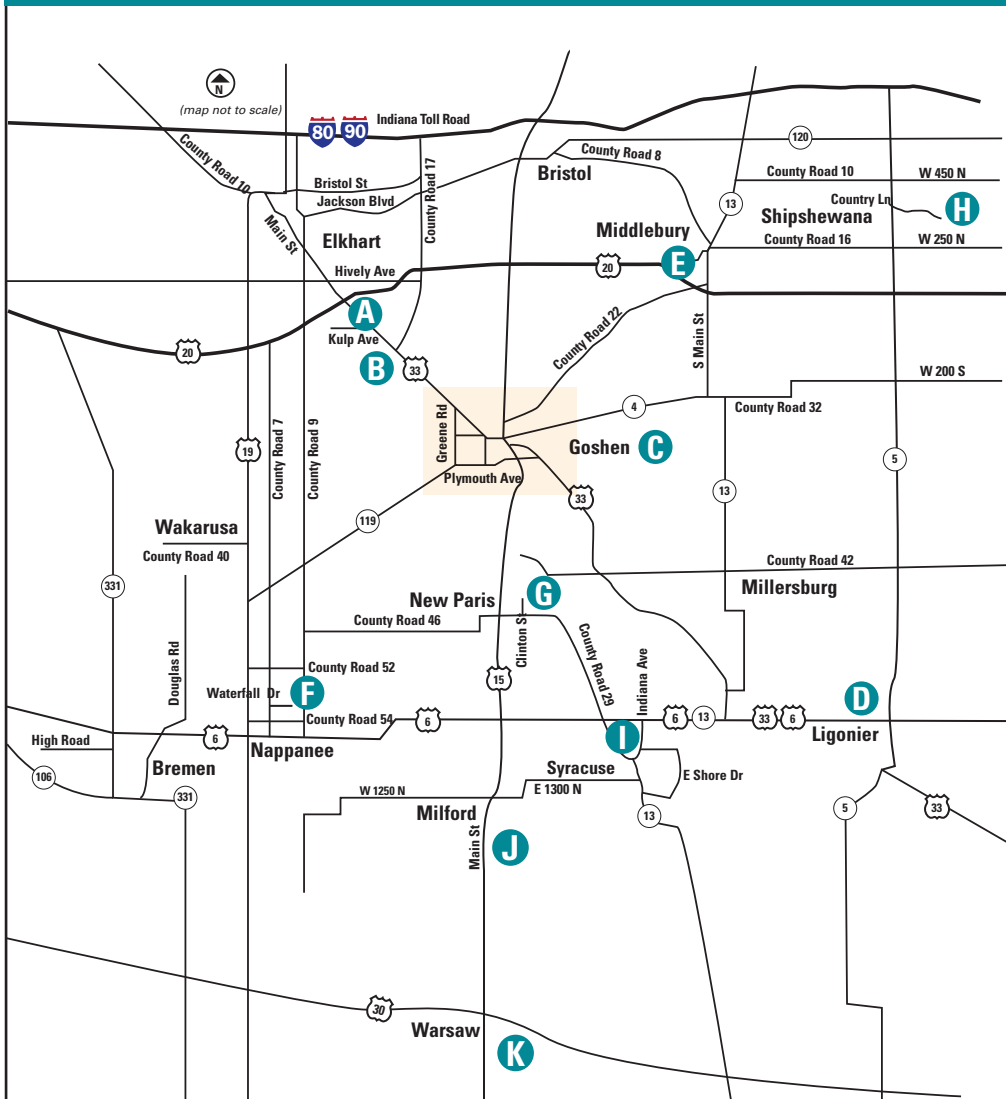 N
(map not to scale)
80
90
Indiana Toll Road
120
County Road 10
County Road 17
County Road 8
Bristol
County Road 10
W 450 N
Bristol St
Jackson Blvd
Country Ln
H
13
Shipshewana
Main St
Elkhart
Middlebury
County Road 16
W 250 N
E
20
Hively Ave
A
Kulp Ave
County Road 22
S Main St
20
B
33
W 200 S
4
County Road 32
Greene Rd
Goshen
C
19
County Road 7
County Road 9
5
Plymouth Ave
33
13
119
Wakarusa
County Road 40
County Road 42
331
Millersburg
G
New Paris
County Road 46
Clinton St
County Road 29
Indiana Ave
Douglas Rd
County Road 52
15
Waterfall Dr
F
D
County Road 54
6
6
13
33
6
Ligonier
6
High Road
Nappanee
I
Bremen
Syracuse
E Shore Dr
106
331
W 1250 N
E 1300 N
Milford
13
5
33
Main St
J
30
Warsaw
K